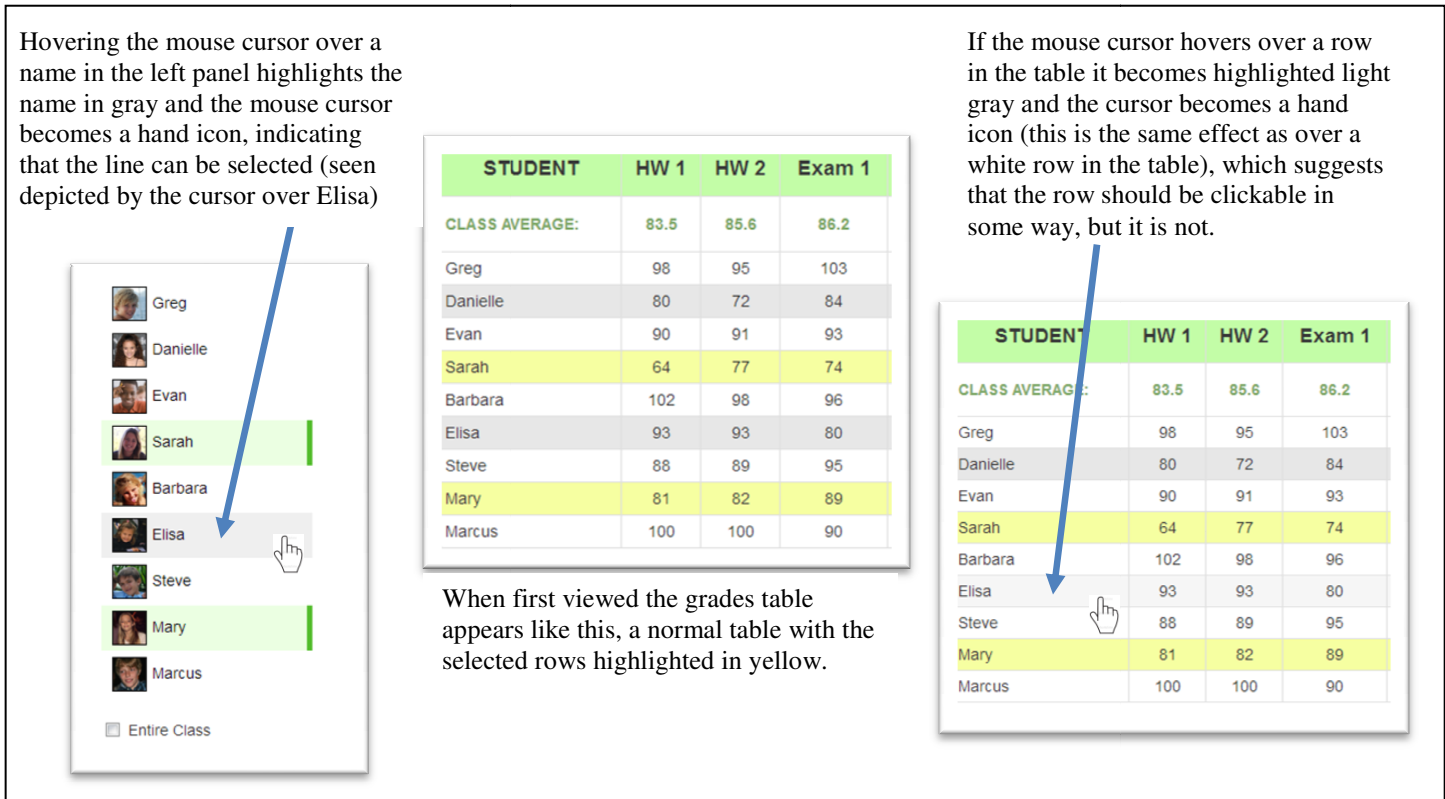 Hovering the mouse cursor over a
name in the left panel highlights the
name in gray and the mouse cursor
becomes a hand icon, indicating
that the line can be selected (seen
depicted by the cursor over Elisa)
Greg
Danielle
Evan
Sarah
Barbara
Elisa
Steve
Mary
Marcus
Entire Class
STUDENT HW 1 HW 2 Exam 1
CLASS AVERAGE: 83.5 85.6 86.2
Greg 98 95 103
Danielle 80 72 84
Evan 90 91 93
Sarah 64 77 74
Barbara 102 98 96
Elisa 93 93 80
Steve 88 89 95
Mary 81 82 89
Marcus 100 100 90
When first viewed the grades table
appears like this, a normal table with the
selected rows highlighted in yellow.
If the mouse cursor hovers over a row
in the table it becomes highlighted light
gray and the cursor becomes a hand
icon (this is the same effect as over a
white row in the table), which suggests
that the row should be clickable in
some way, but it is not.
STUDENT HW 1 HW 2 Exam 1
CLASS AVERAGE: 83.5 85.6 86.2
Greg 98 95 103
Danielle 80 72 84
Evan 90 91 93
Sarah 64 77 74
Barbara 102 98 96
Elisa 93 93 80
Steve 88 89 95
Mary 81 82 89
Marcus 100 100 90